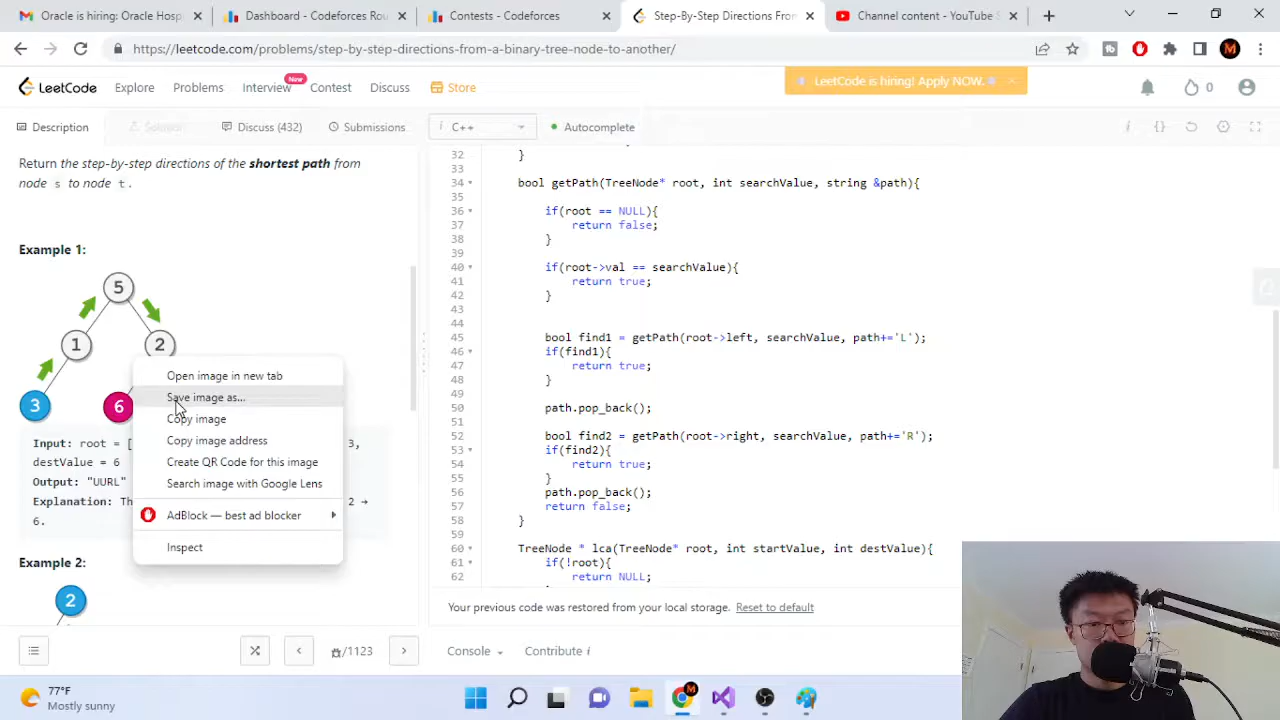 Oracle is Mining: Oracle Hosp
Dashboard - Codeforces Rou
Contests - Codeforces
Step-By-Step Directions From
Channel content - YouTube S
https://leetcode.com/problems/step-by-step-directions-from-a-binary-tree-node-to-another/
LeetCode
New
Contest
Discuss
Store
LeetCode is hiring! Apply NOW.
0
Description
Solution
Discuss (432)
Submissions
i C++
Autocomplete
Return the step-by-step directions of the shortest path from
node s to node t.
Example 1:
5
1
2
3
6
Input: root = [
3,
destValue = 6
Output: "UURL"
Explanation: Th
2 →
6.
Example 2:
2
Open image in new tab
Save image as...
Copy image
Copy image address
Create QR Code for this image
Search image with Google Lens
AdBlock — best ad blocker
Inspect
32 }
33
34 bool getPath(TreeNode* root, int searchValue, string &path){
35
36 if(root == NULL){
37 return false;
38 }
39
40 if(root->val == searchValue){
41 return true;
42 }
43
44
45 bool find1 = getPath(root->left, searchValue, path+='L');
46 if(find1){
47 return true;
48 }
49
50 path.pop_back();
51
52 bool find2 = getPath(root->right, searchValue, path+='R');
53 if(find2){
54 return true;
55 }
56 path.pop_back();
57 return false;
58 }
59
60 TreeNode * lca(TreeNode* root, int startValue, int destValue){
61 if(!root){
62 return NULL;
Your previous code was restored from your local storage. Reset to default
/1123
Console
Contribute i
77°F
Mostly sunny